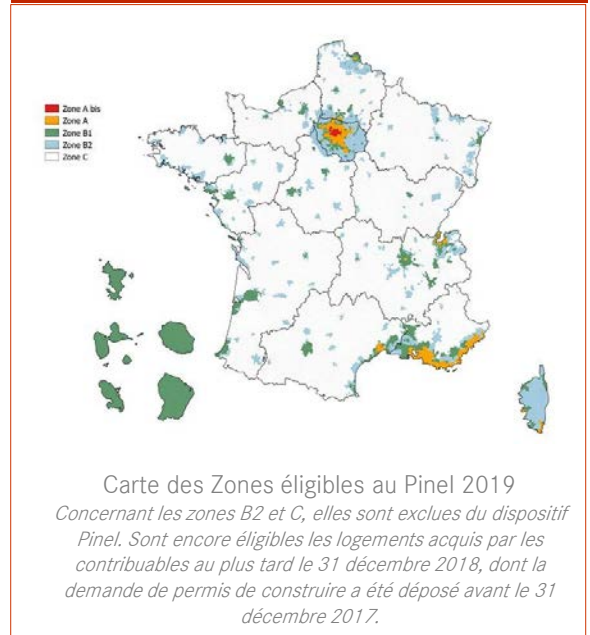 Zone A bis
Zone A
Zone B1
Zone B2
Zone C
Carte des Zones éligibles au Pinel 2019
Concernant les zones B2 et C, elles sont exclues du dispositif
Pinel. Sont encore éligibles les logements acquis par les
contribuables au plus tard le 31 décembre 2018, dont la
demande de permis de construire a été déposé avant le 31
décembre 2017.